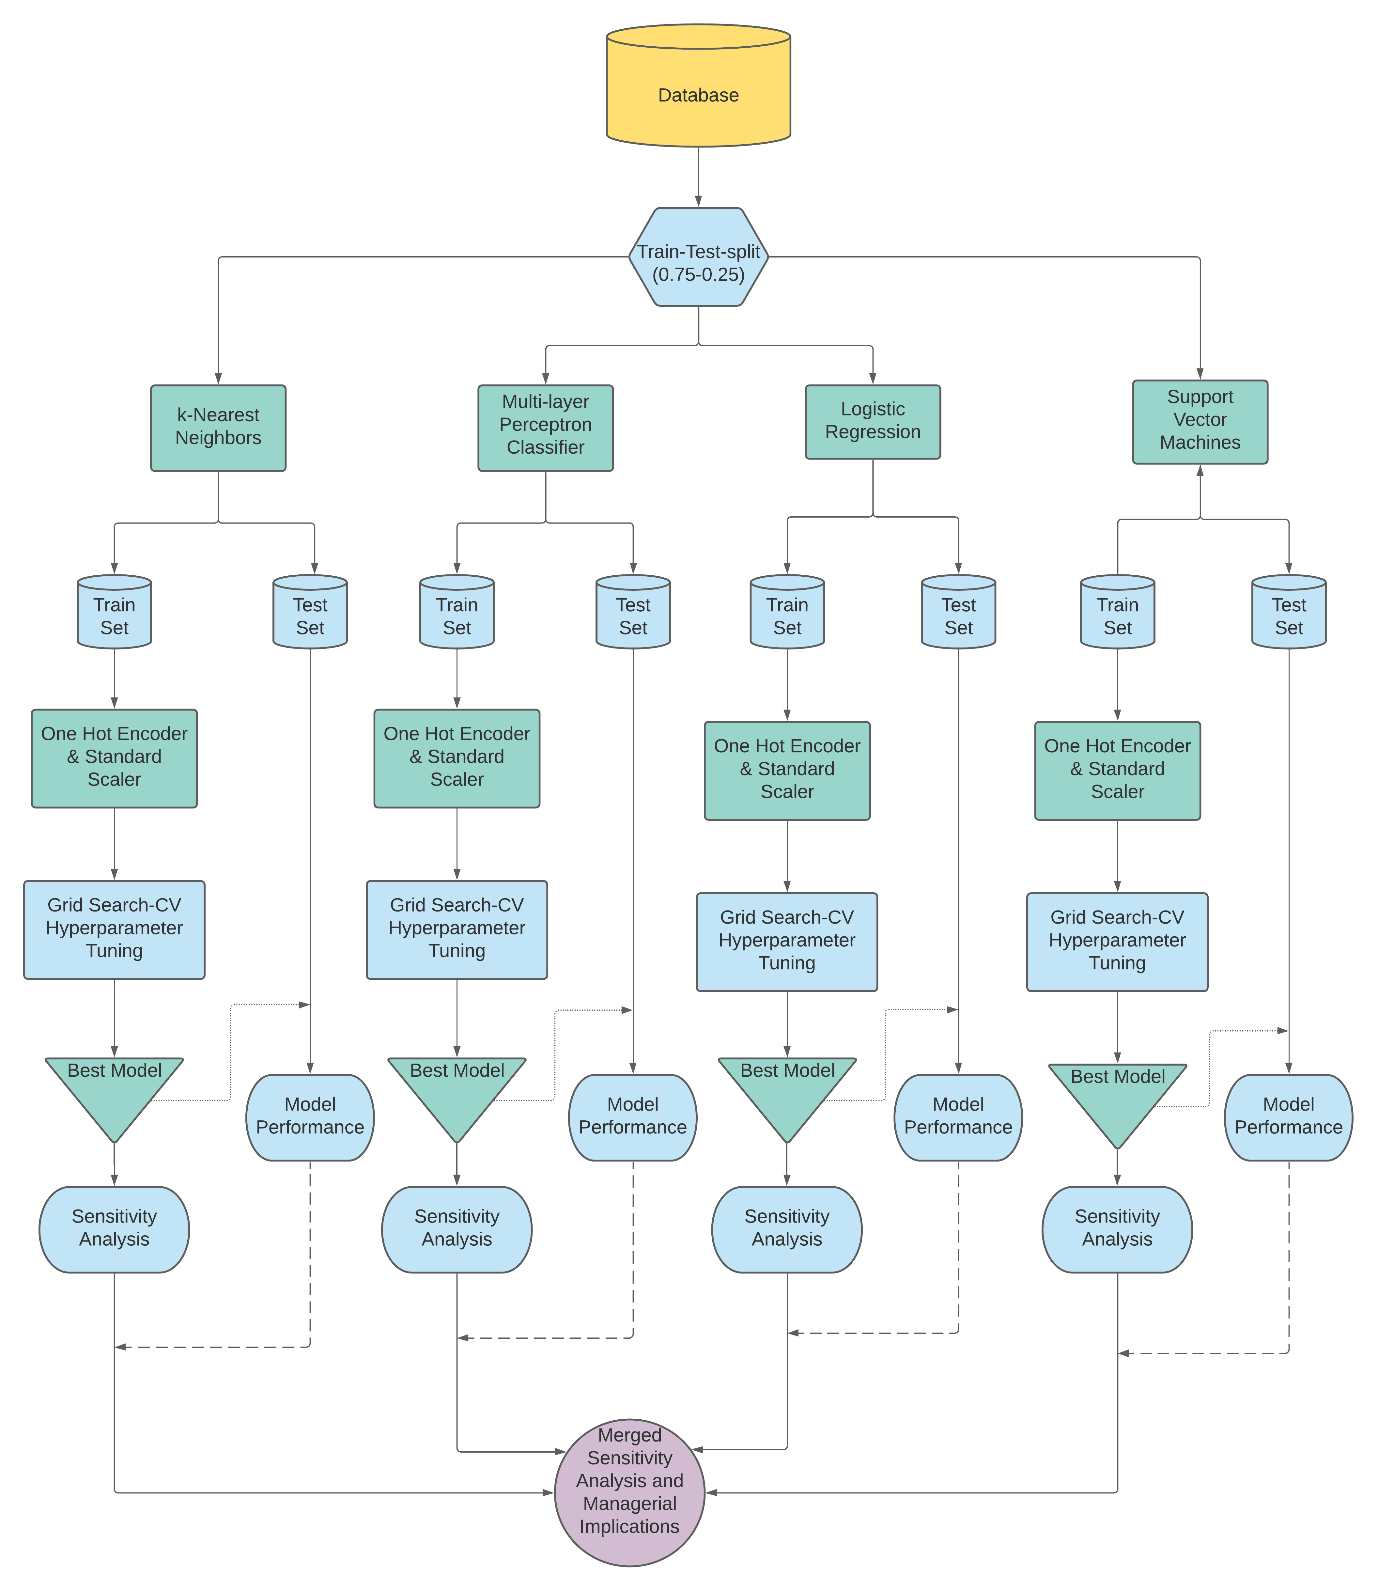 Database
Train-Test-split
(0.75-0.25)
k-Nearest
Neighbors
Multi-layer
Perceptron
Classifier
Logistic
Regression
Support
Vector
Machines
Train
Set
Test
Set
Train
Set
Test
Set
Train
Set
Test
Set
Train
Set
Test
Set
One Hot Encoder
& Standard
Scaler
One Hot Encoder
& Standard
Scaler
One Hot Encoder
& Standard
Scaler
One Hot Encoder
& Standard
Scaler
Grid Search-CV
Hyperparameter
Tuning
Grid Search-CV
Hyperparameter
Tuning
Grid Search-CV
Hyperparameter
Tuning
Grid Search-CV
Hyperparameter
Tuning
Best Model
Model
Performance
Best Model
Model
Performance
Best Model
Model
Performance
Best Model
Model
Performance
Sensitivity
Analysis
Sensitivity
Analysis
Sensitivity
Analysis
Sensitivity
Analysis
Merged
Sensitivity
Analysis and
Managerial
Implications